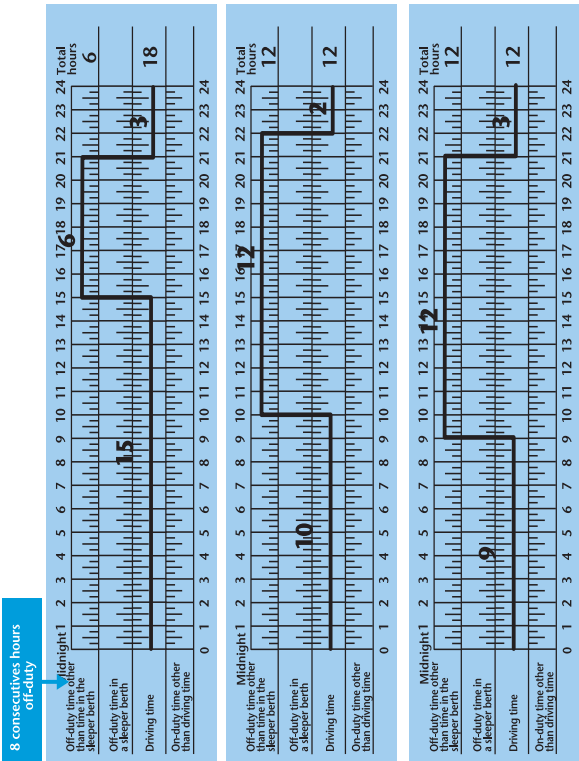 8 consecutives hours
off-duty
Midnight 1 2 3 4 5 6 7 8 9 10 11 12 13 14 15 16 17 18 19 20 21 22 23 24 Total
hours
Off-duty time other
than time in the
sleeper berth
6
6
Off-duty time in
a sleeper berth
Driving time
15
3
18
On-duty time other
than driving time
0 1 2 3 4 5 6 7 8 9 10 11 12 13 14 15 16 17 18 19 20 21 22 23 24
Midnight 1 2 3 4 5 6 7 8 9 10 11 12 13 14 15 16 17 18 19 20 21 22 23 24 Total
hours
Off-duty time other
than time in the
sleeper berth
12
12
Off-duty time in
a sleeper berth
Driving time
10
2
12
On-duty time other
than driving time
0 1 2 3 4 5 6 7 8 9 10 11 12 13 14 15 16 17 18 19 20 21 22 23 24
Midnight 1 2 3 4 5 6 7 8 9 10 11 12 13 14 15 16 17 18 19 20 21 22 23 24 Total
hours
Off-duty time other
than time in the
sleeper berth
12
12
Off-duty time in
a sleeper berth
Driving time
9
3
12
On-duty time other
than driving time
0 1 2 3 4 5 6 7 8 9 10 11 12 13 14 15 16 17 18 19 20 21 22 23 24